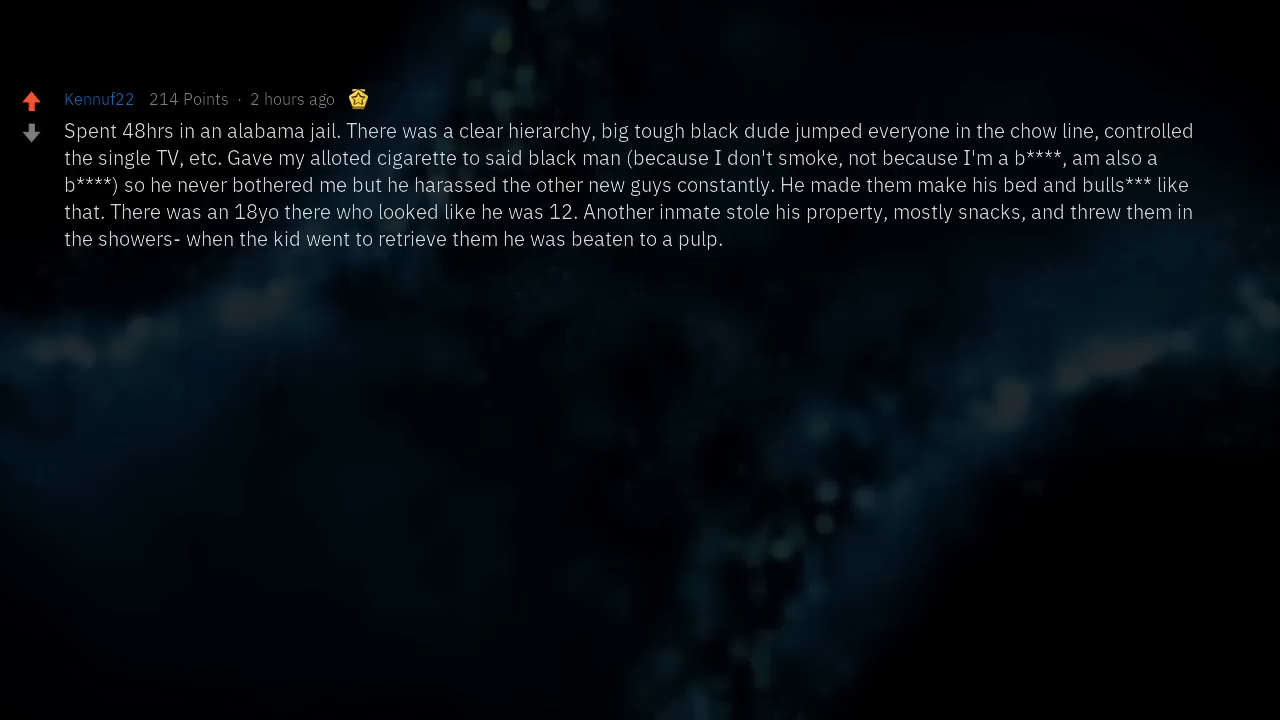 Kennuf22 214 Points · 2 hours ago
Spent 48hrs in an alabama jail. There was a clear hierarchy, big tough black dude jumped everyone in the chow line, controlled
the single TV, etc. Gave my alloted cigarette to said black man (because I don't smoke, not because I'm a b****, am also a
b****) so he never bothered me but he harassed the other new guys constantly. He made them make his bed and bulls*** like
that. There was an 18yo there who looked like he was 12. Another inmate stole his property, mostly snacks, and threw them in
the showers- when the kid went to retrieve them he was beaten to a pulp.